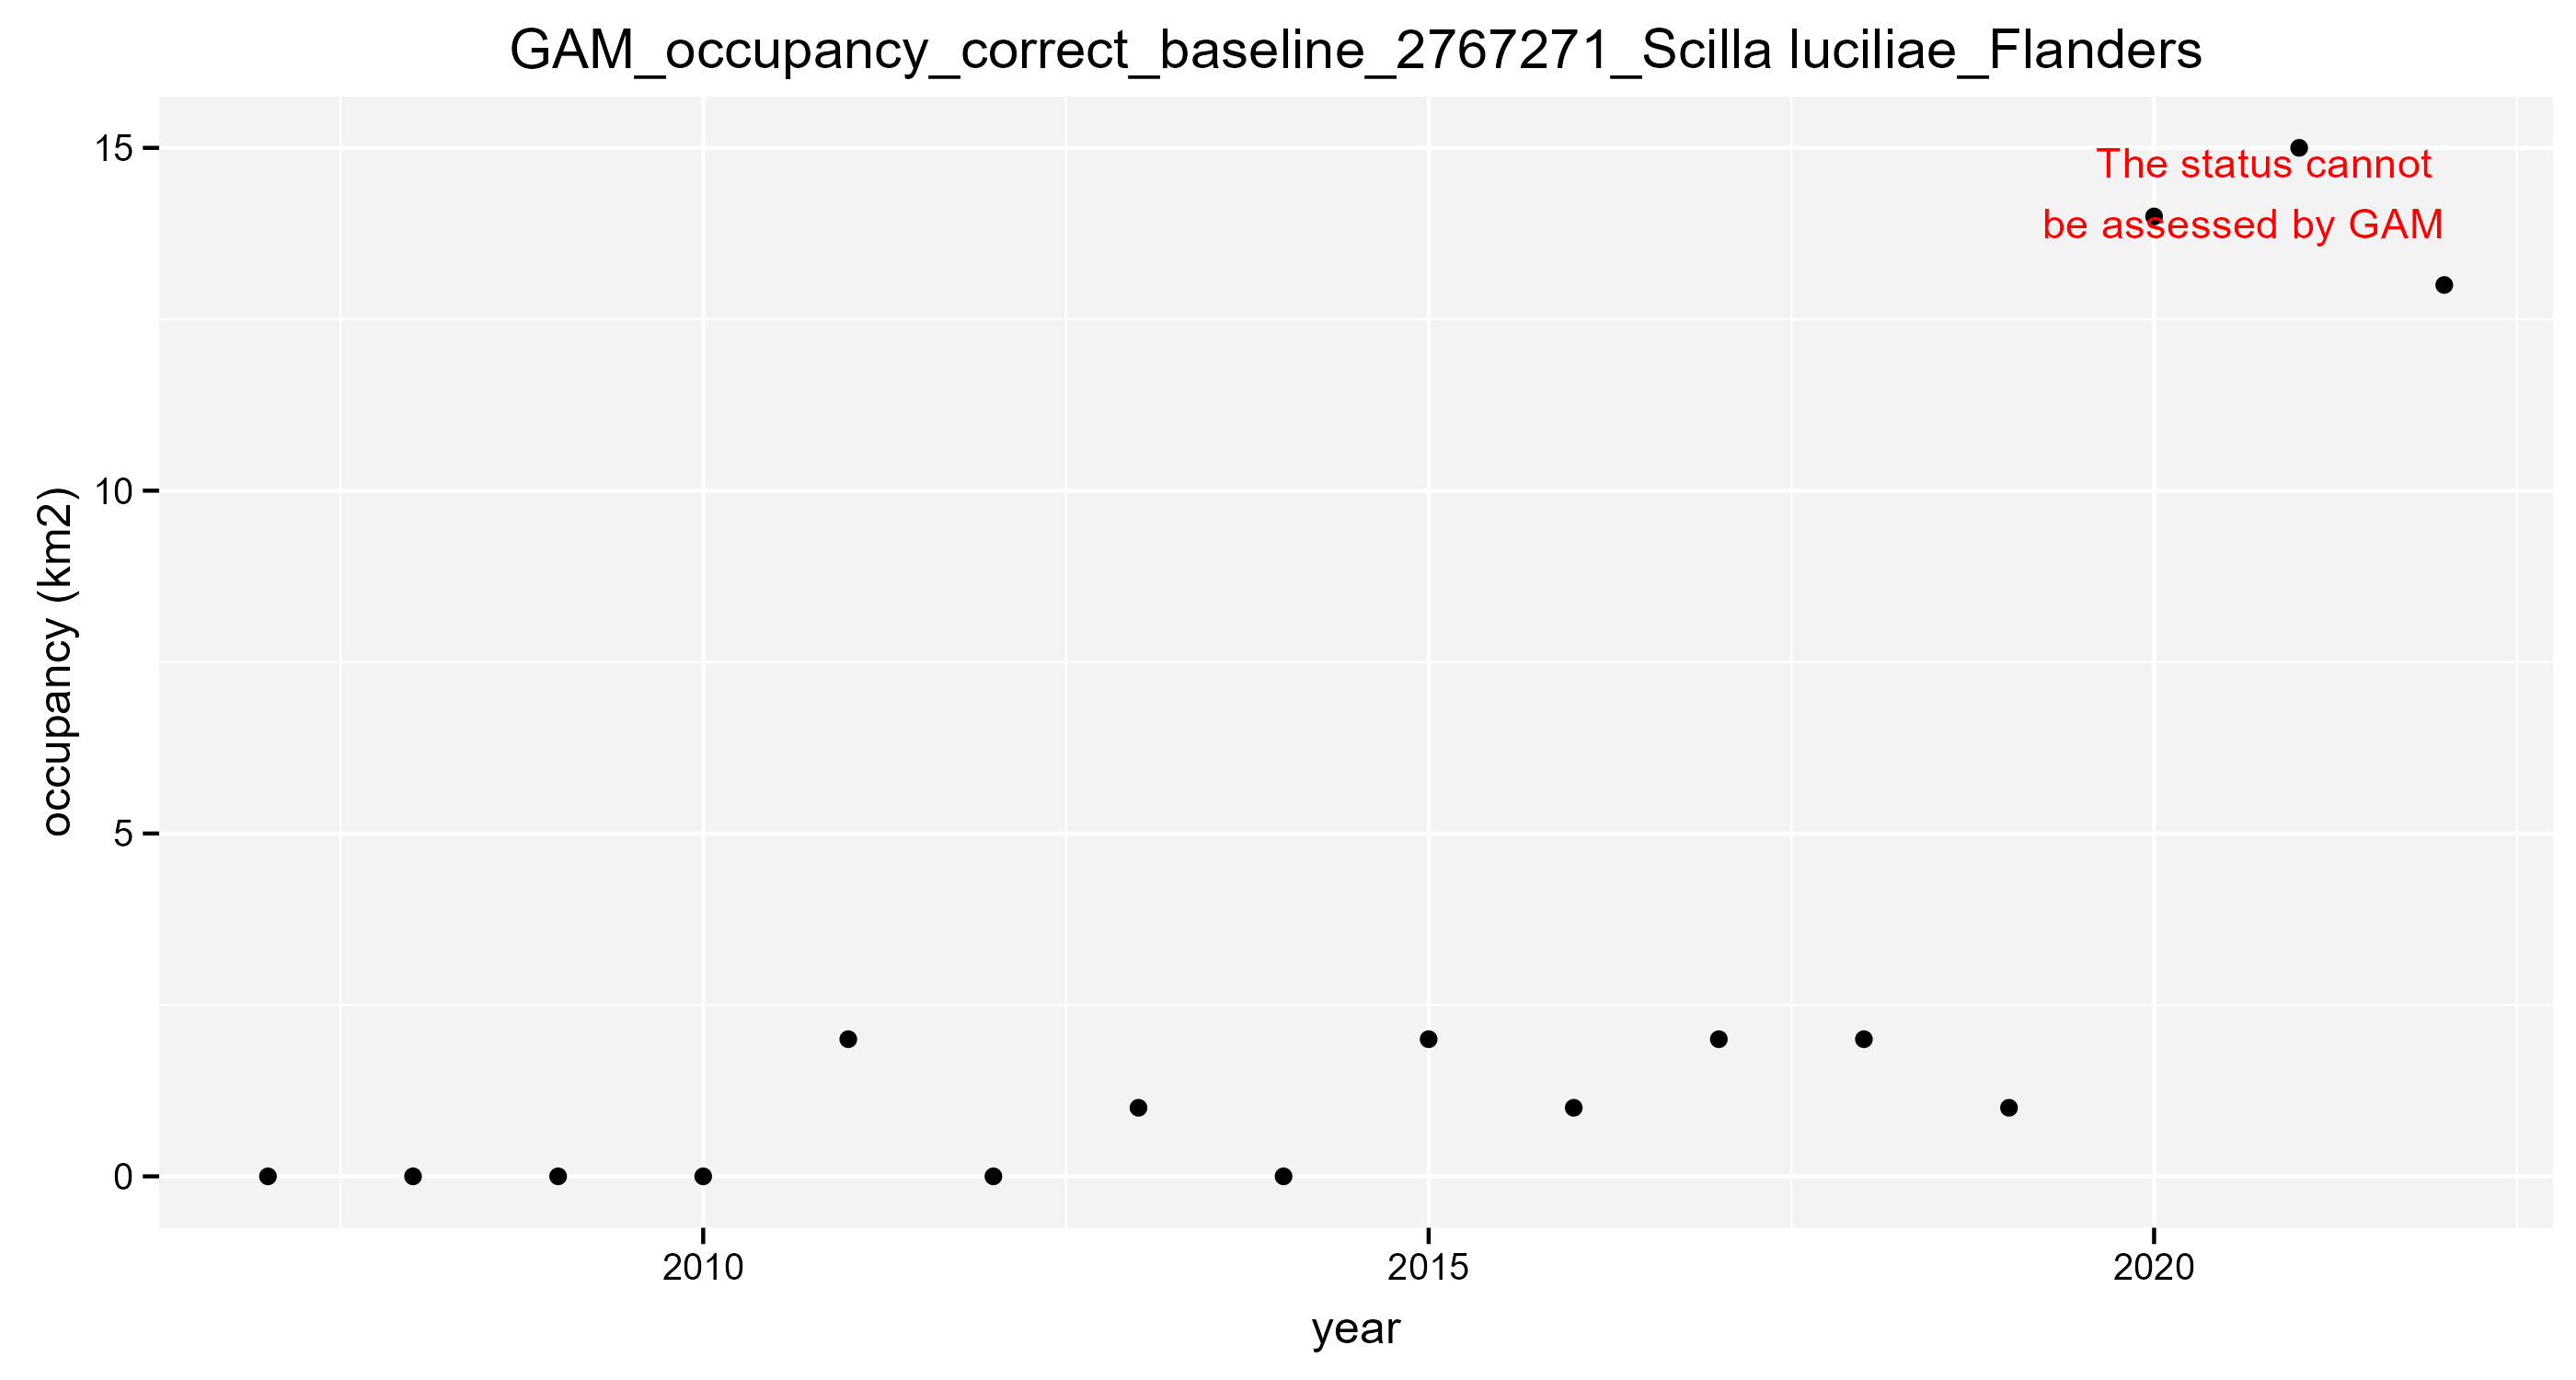 GAM_occupancy_correct_baseline_2767271_Scilla luciliae_Flanders
15
The status cannot
be assessed by GAM
10
occupancy (km2)
5
0
2010
2015
2020
year